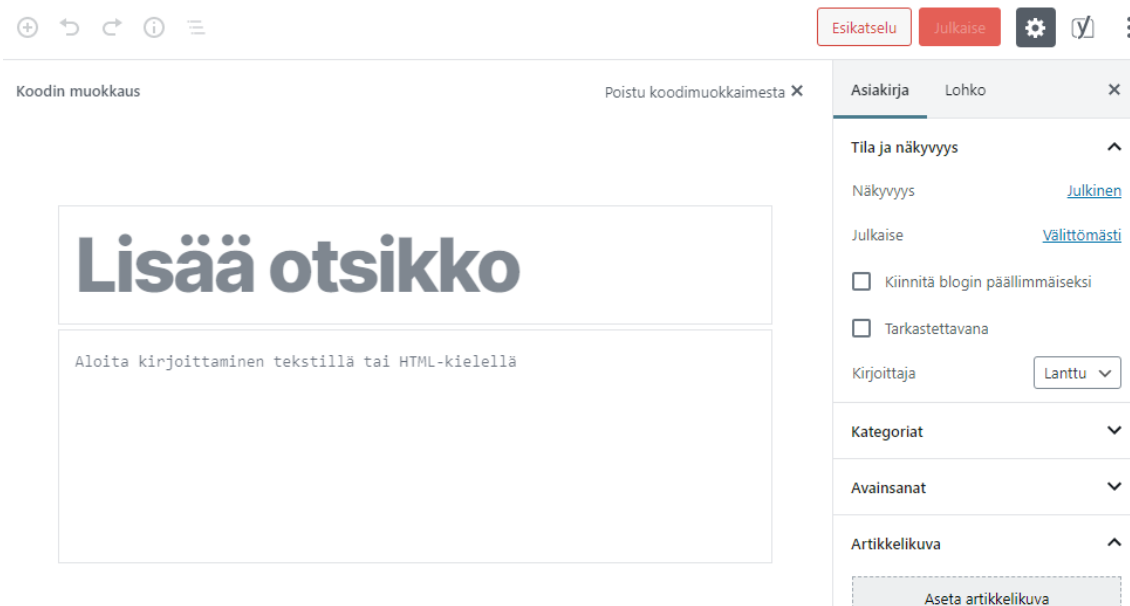 Esikatselu
Julkaise
Koodin muokkaus
Poistu koodimuokkaimesta ✕
Asiakirja
Lohko
Tila ja näkyvyys
Näkyvyys
Julkinen
Julkaise
Välittömästi
Kiinnitä blogin päällimmäiseksi
Tarkastettavana
Kirjoittaja
Lanttu
Kategoriat
Avainsanat
Artikkelikuva
Aseta artikkelikuva
Lisää otsikko
Aloita kirjoittaminen tekstillä tai HTML-kielellä